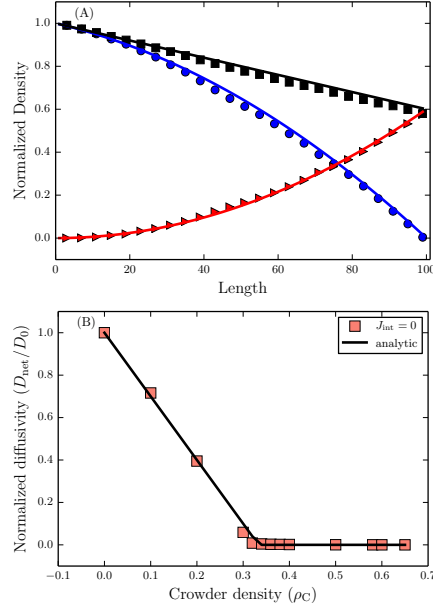 (A)
Normalized Density
1.0
0.8
0.6
0.4
0.2
0.0
0 20 40 60 80 100
Length
(B)
Normalized diffusivity (D_net/D_0)
1.0
0.8
0.6
0.4
0.2
0.0
J_int = 0
analytic
−0.1 0.0 0.1 0.2 0.3 0.4 0.5 0.6 0.7
Crowder density (ρ_C)